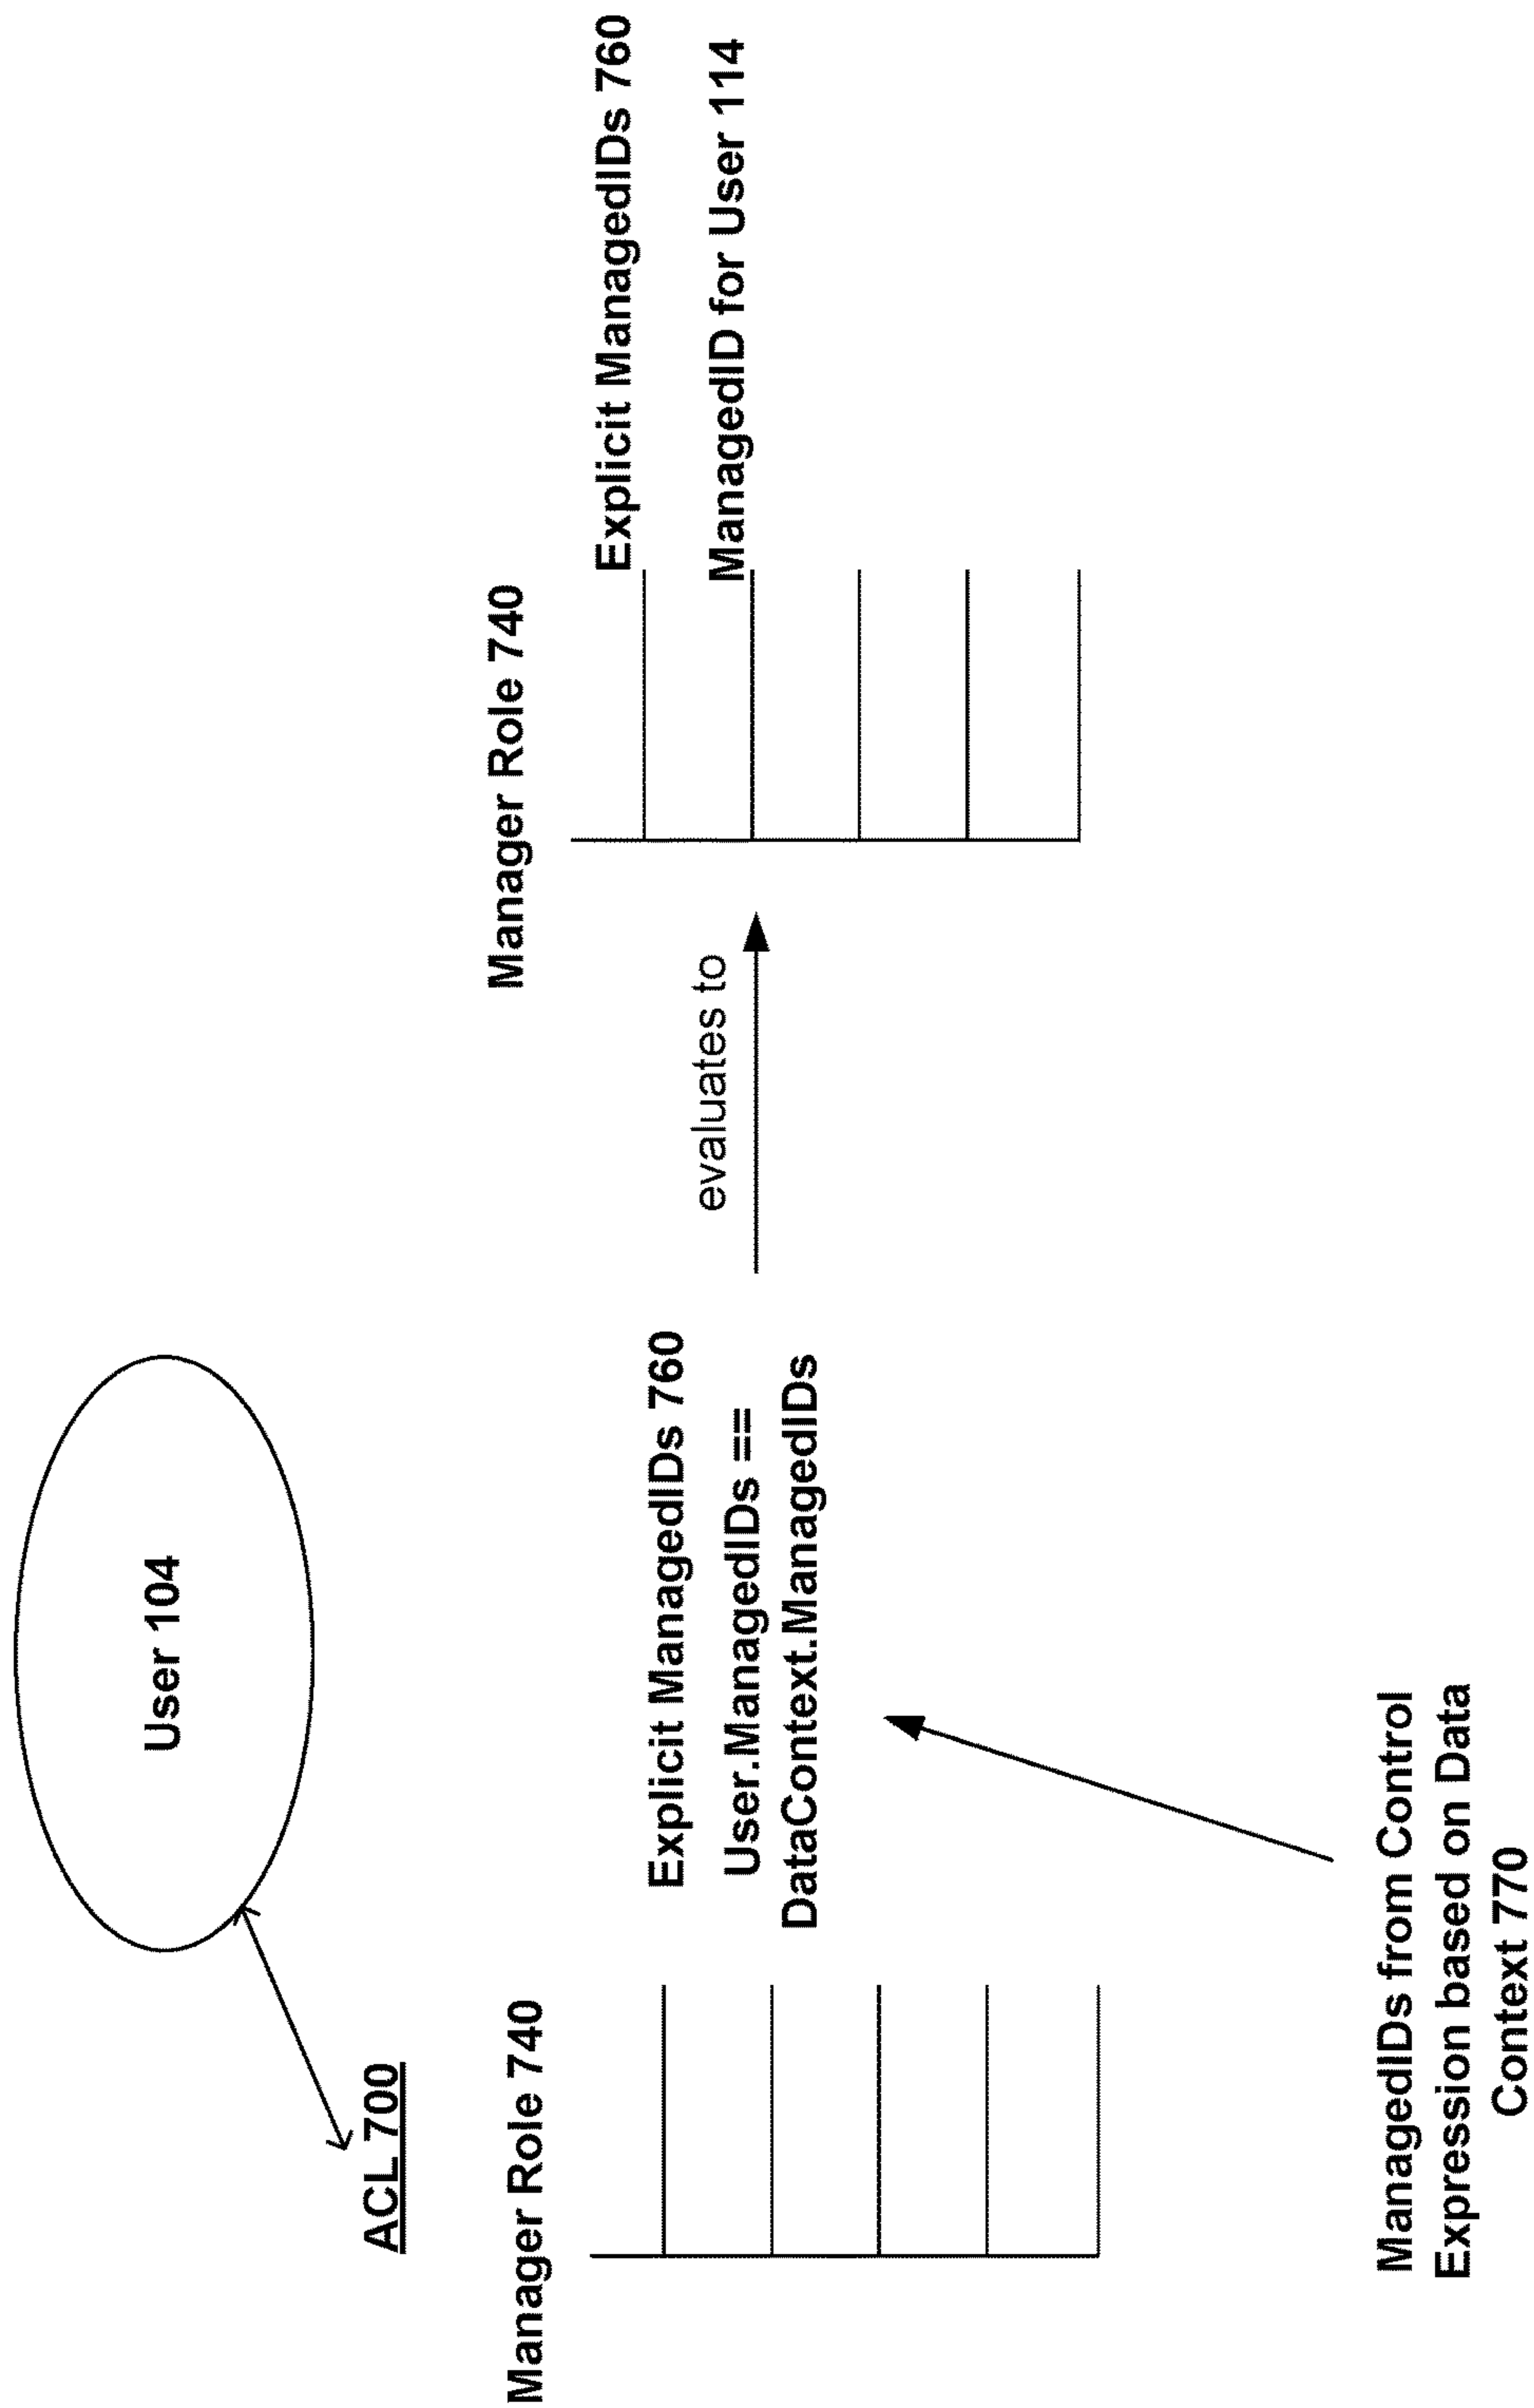 User 104
ACL 700
Manager Role 740
Explicit ManagedIDs 760
User.ManagedIDs ==
DataContext.ManagedIDs
evaluates to
Manager Role 740
Explicit ManagedIDs 760
ManagedID for User 114
ManagedIDs from Control
Expression based on Data
Context 770